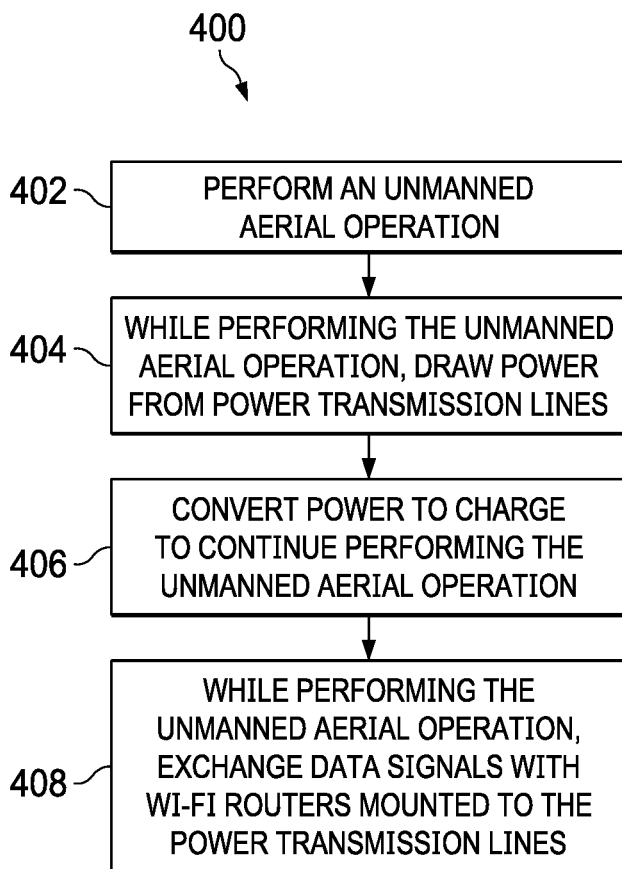 400
402
PERFORM AN UNMANNED
AERIAL OPERATION
404
WHILE PERFORMING THE UNMANNED
AERIAL OPERATION, DRAW POWER
FROM POWER TRANSMISSION LINES
406
CONVERT POWER TO CHARGE
TO CONTINUE PERFORMING THE
UNMANNED AERIAL OPERATION
408
WHILE PERFORMING THE
UNMANNED AERIAL OPERATION,
EXCHANGE DATA SIGNALS WITH
WI-FI ROUTERS MOUNTED TO THE
POWER TRANSMISSION LINES